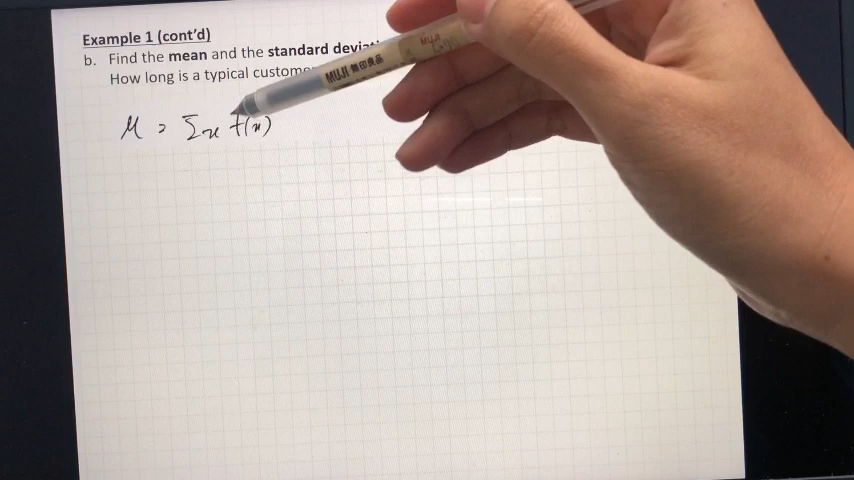 Example 1 (cont'd)
b. Find the mean and the standard
How long is a typical
μ = Σx f(x)
MUJI 無印良品
MUJI